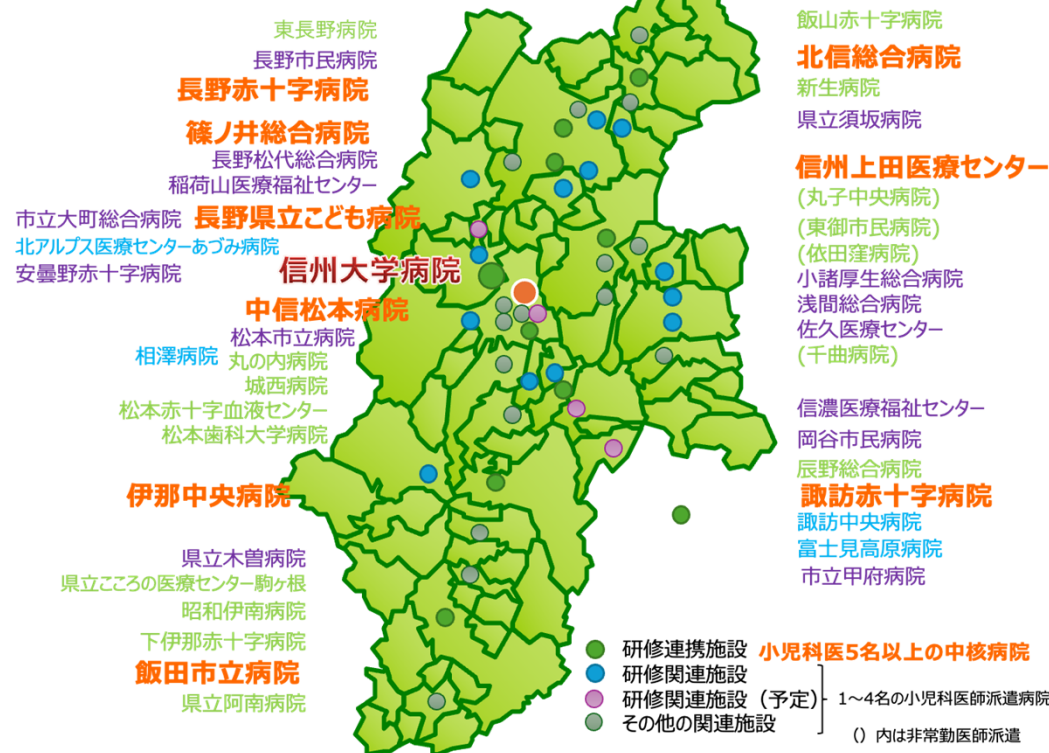 東長野病院
長野市民病院
長野赤十字病院
篠ノ井総合病院
長野松代総合病院
稲荷山医療福祉センター
市立大町総合病院 長野県立こども病院
北アルプス医療センターあづみ病院
信州大学病院
安曇野赤十字病院
中信松本病院
松本市立病院
相澤病院 丸の内病院
城西病院
松本赤十字血液センター
松本歯科大学病院
伊那中央病院
県立木曽病院
県立こころの医療センター駒ヶ根
昭和伊南病院
下伊那赤十字病院
飯田市立病院
県立阿南病院
飯山赤十字病院
北信総合病院
新生病院
県立須坂病院
信州上田医療センター
(丸子中央病院)
(東御市民病院)
(依田窪病院)
小諸厚生総合病院
浅間総合病院
佐久医療センター
(千曲病院)
信濃医療福祉センター
岡谷市民病院
辰野総合病院
諏訪赤十字病院
諏訪中央病院
富士見高原病院
市立甲府病院
研修連携施設 小児科医5名以上の中核病院
研修関連施設
研修関連施設（予定）
その他の関連施設
1～4名の小児科医師派遣病院
（）内は非常勤医師派遣